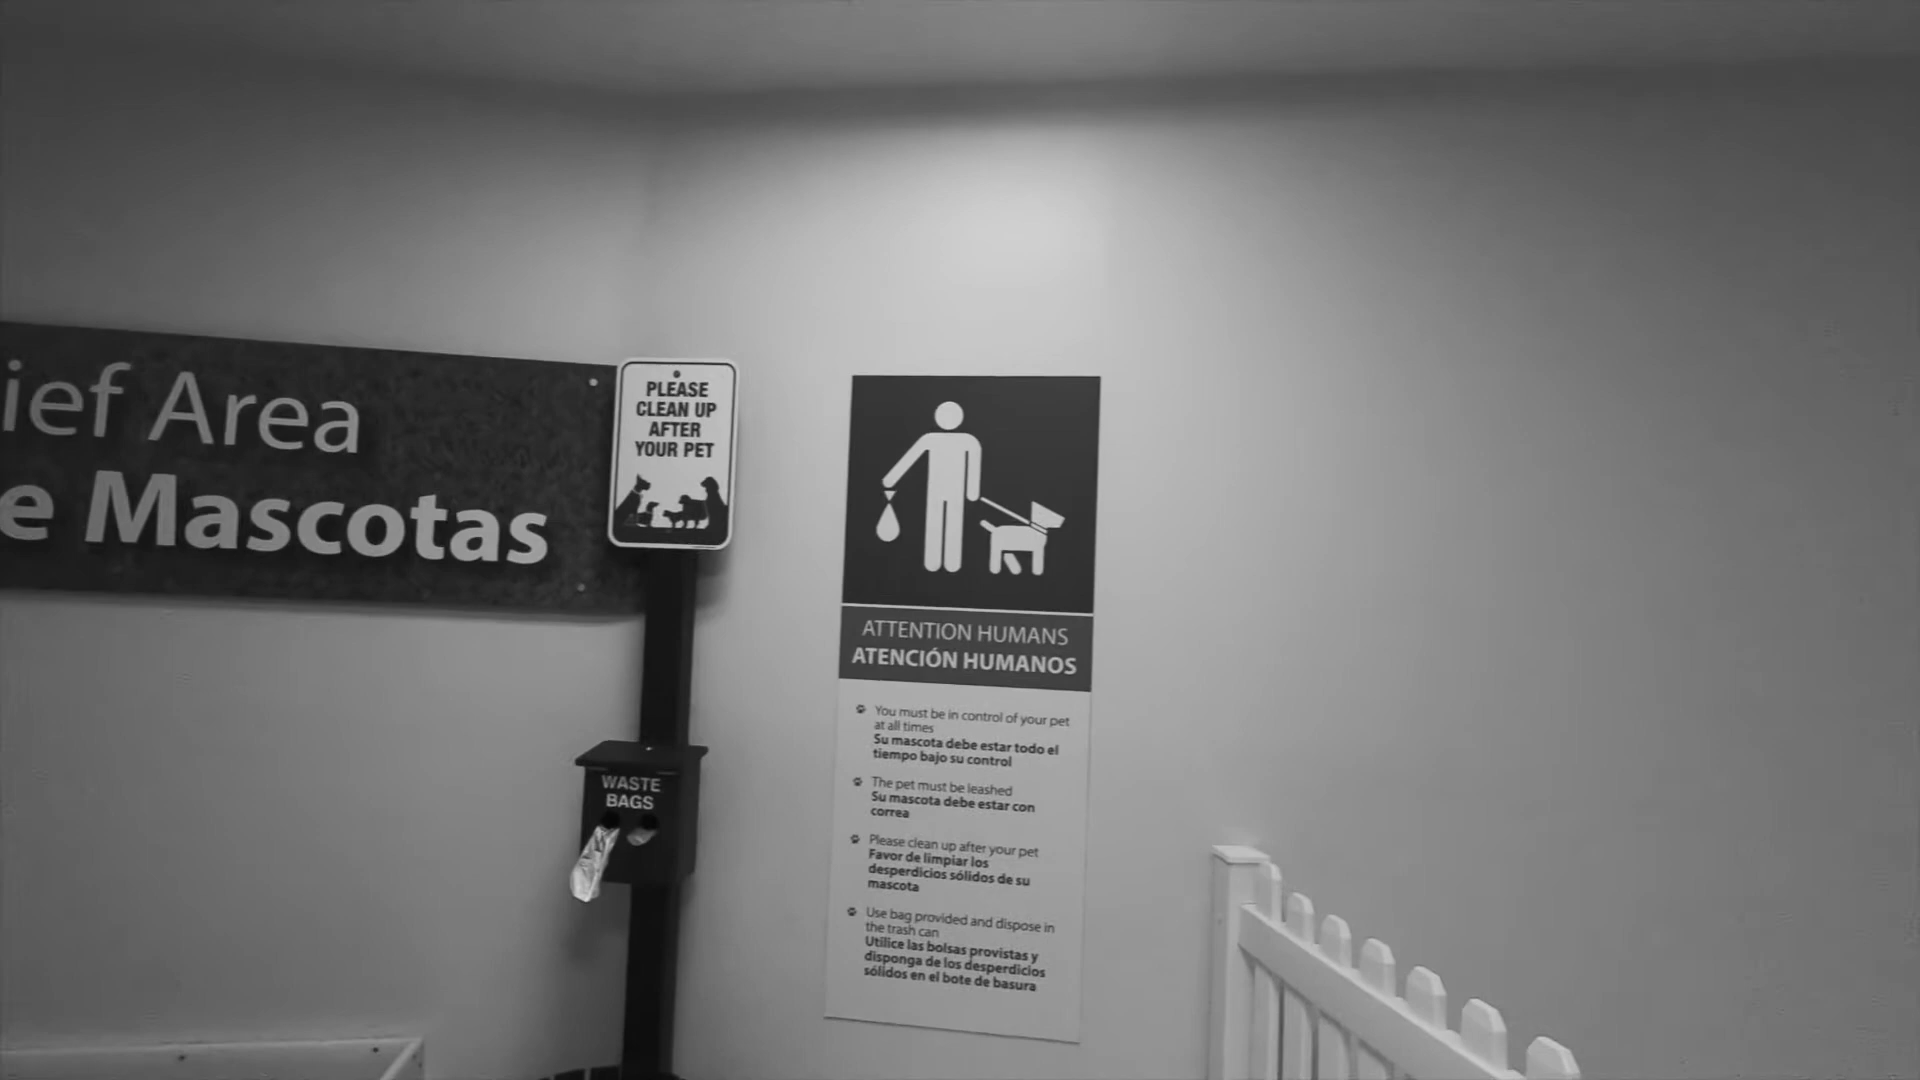 ief Area
e Mascotas
PLEASE
CLEAN UP
AFTER
YOUR PET
WASTE
BAGS
ATTENTION HUMANS
ATENCIÓN HUMANOS
You must be in control of your pet
at all times
Su mascota debe estar todo el
tiempo bajo su control
The pet must be leashed
Su mascota debe estar con
correa
Please clean up after your pet
Favor de limpiar los
desperdicios sólidos de su
mascota
Use bag provided and dispose in
the trash can
Utilice las bolsas provistas y
disponga de los desperdicios
sólidos en el bote de basura